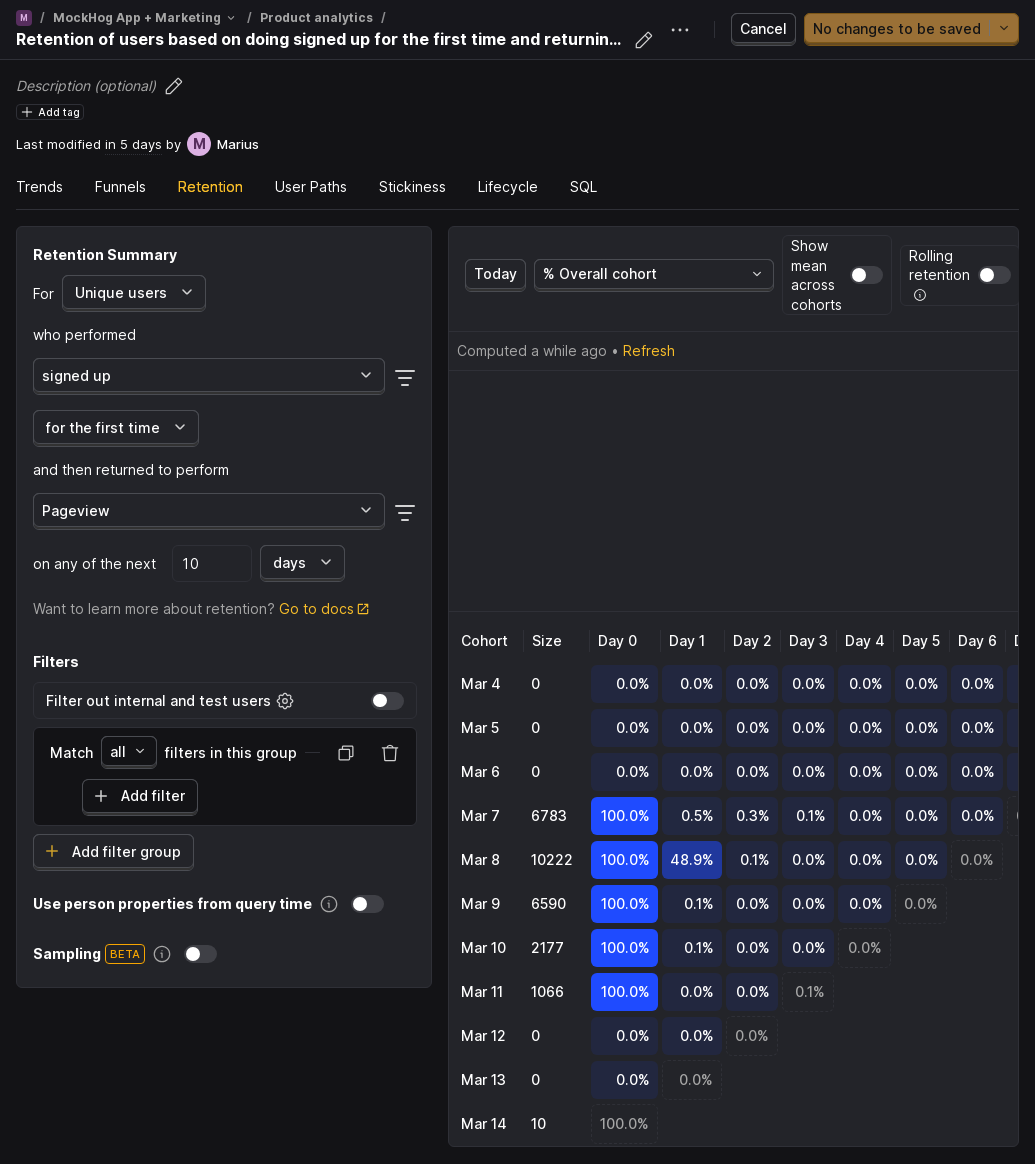 M / MockHog App + Marketing / Product analytics /
Retention of users based on doing signed up for the first time and returnin...
Cancel
No changes to be saved
Description (optional)
Add tag
Last modified in 5 days by M Marius
Trends Funnels Retention User Paths Stickiness Lifecycle SQL
Retention Summary
For Unique users
who performed
signed up
for the first time
and then returned to perform
Pageview
on any of the next 10 days
Want to learn more about retention? Go to docs
Filters
Filter out internal and test users
Match all filters in this group
Add filter
Add filter group
Use person properties from query time
Sampling BETA
Today
% Overall cohort
Show
mean
across
cohorts
Rolling
retention
Computed a while ago • Refresh
Cohort Size Day 0 Day 1 Day 2 Day 3 Day 4 Day 5 Day 6
Mar 4 0 0.0% 0.0% 0.0% 0.0% 0.0% 0.0% 0.0%
Mar 5 0 0.0% 0.0% 0.0% 0.0% 0.0% 0.0% 0.0%
Mar 6 0 0.0% 0.0% 0.0% 0.0% 0.0% 0.0% 0.0%
Mar 7 6783 100.0% 0.5% 0.3% 0.1% 0.0% 0.0% 0.0%
Mar 8 10222 100.0% 48.9% 0.1% 0.0% 0.0% 0.0% 0.0%
Mar 9 6590 100.0% 0.1% 0.0% 0.0% 0.0% 0.0%
Mar 10 2177 100.0% 0.1% 0.0% 0.0% 0.0%
Mar 11 1066 100.0% 0.0% 0.0% 0.1%
Mar 12 0 0.0% 0.0% 0.0%
Mar 13 0 0.0% 0.0%
Mar 14 10 100.0%